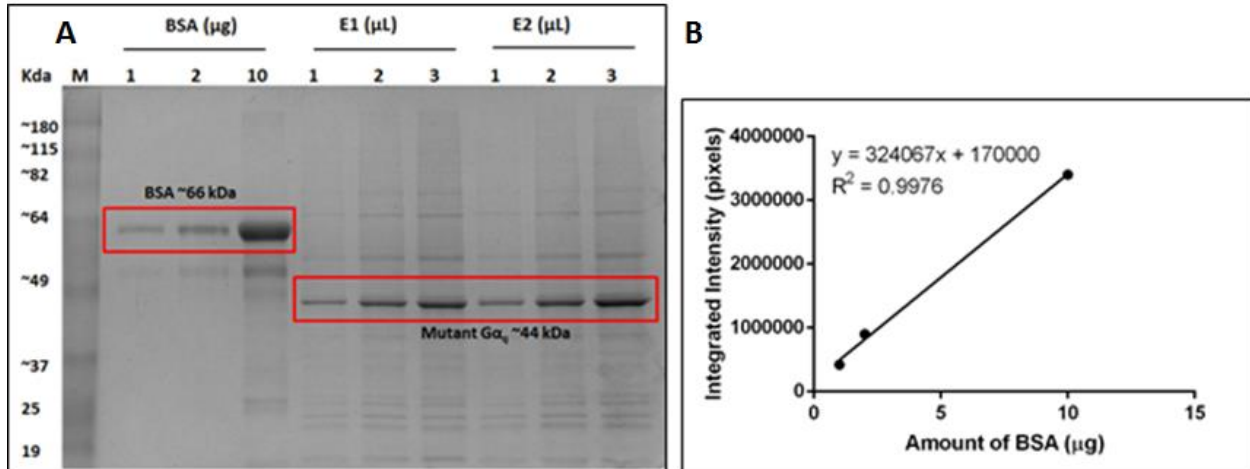 A
BSA (µg) E1 (µL) E2 (µL)
Kda M 1 2 10 1 2 3 1 2 3
~180
~115
~82
BSA ~66 kDa
~64
~49
Mutant Gαq ~44 kDa
~37
25
19
B
Integrated Intensity (pixels)
4000000
3000000
2000000
1000000
0
y = 324067x + 170000
R² = 0.9976
0 5 10 15
Amount of BSA (µg)